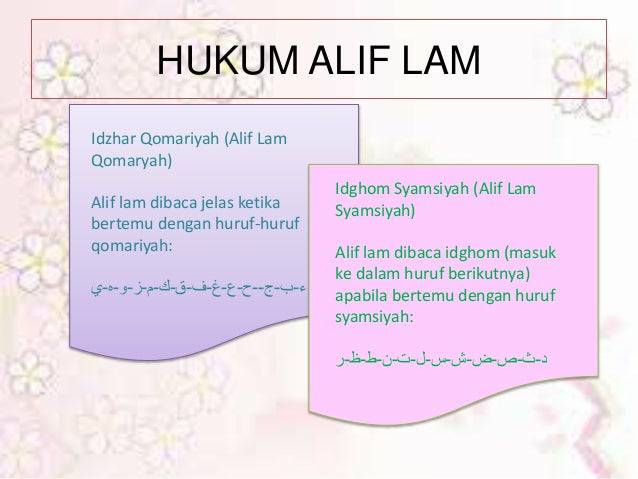 HUKUM ALIF LAM
Idzhar Qomariyah (Alif Lam
Qomaryah)
Alif lam dibaca jelas ketika
bertemu dengan huruf-huruf
qomariyah:
ء-ب-ج--ح-ع-غ-ف-ق-ك-م-ز-و-ه-ي
Idghom Syamsiyah (Alif Lam
Syamsiyah)
Alif lam dibaca idghom (masuk
ke dalam huruf berikutnya)
apabila bertemu dengan huruf
syamsiyah:
د-ث-ص-ض-ش-س-ل-ت-ن-ط-ظ-ر